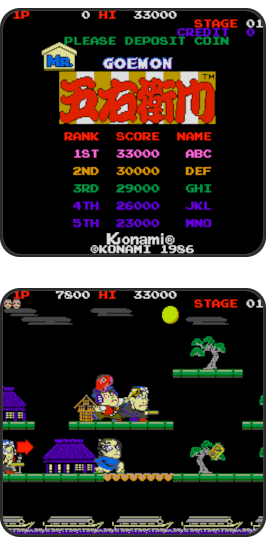 1P 0 HI 33000
STAGE 01
CREDIT 0
PLEASE DEPOSIT COIN
MR. GOEMON
五右衛門 TM
RANK SCORE NAME
1ST 33000 ABC
2ND 30000 DEF
3RD 29000 GHI
4TH 26000 JKL
5TH 23000 MNO
Konami®
©KONAMI 1986
1P 7800 HI 33000
STAGE 01